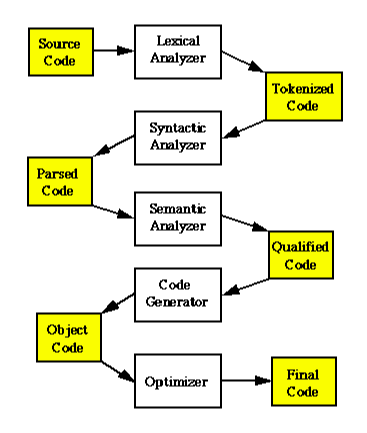 Source
Code
Lexical
Analyzer
Tokenized
Code
Syntactic
Analyzer
Parsed
Code
Semantic
Analyzer
Qualified
Code
Code
Generator
Object
Code
Optimizer
Final
Code